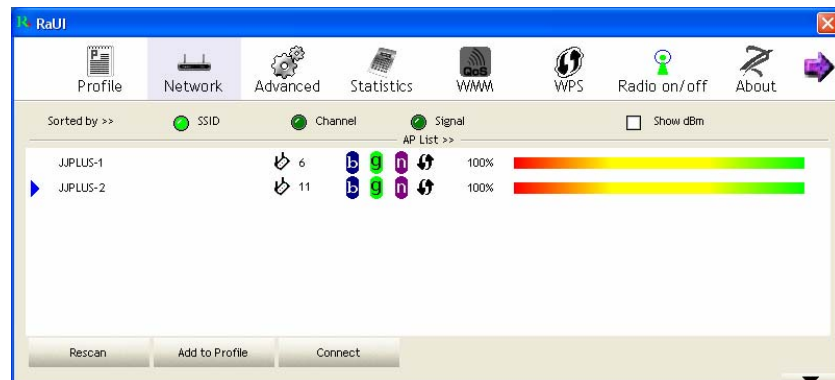 RaUI
Profile Network Advanced Statistics QoS WMM WPS Radio on/off About
Sorted by >> SSID Channel Signal Show dBm
AP List >>
JJPLUS-1 6 b g n 100%
JJPLUS-2 11 b g n 100%
Rescan Add to Profile Connect